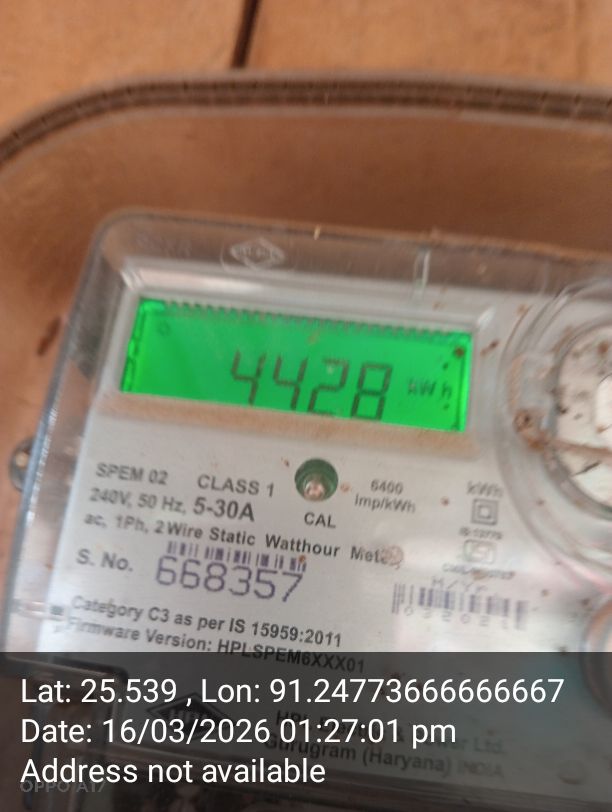 4428 kWh
SPEM 02 CLASS 1
240V, 50 Hz, 5-30A
CAL
6400
imp/kWh
kWh
ac, 1Ph, 2Wire Static Watthour Meter
S. No.
668357
Category C3 as per IS 15959:2011
Firmware Version: HPLSPEM6XXX01
Gurugram (Haryana) INDIA
Lat: 25.539 , Lon: 91.24773666666667
Date: 16/03/2026 01:27:01 pm
Address not available
OPPO A17